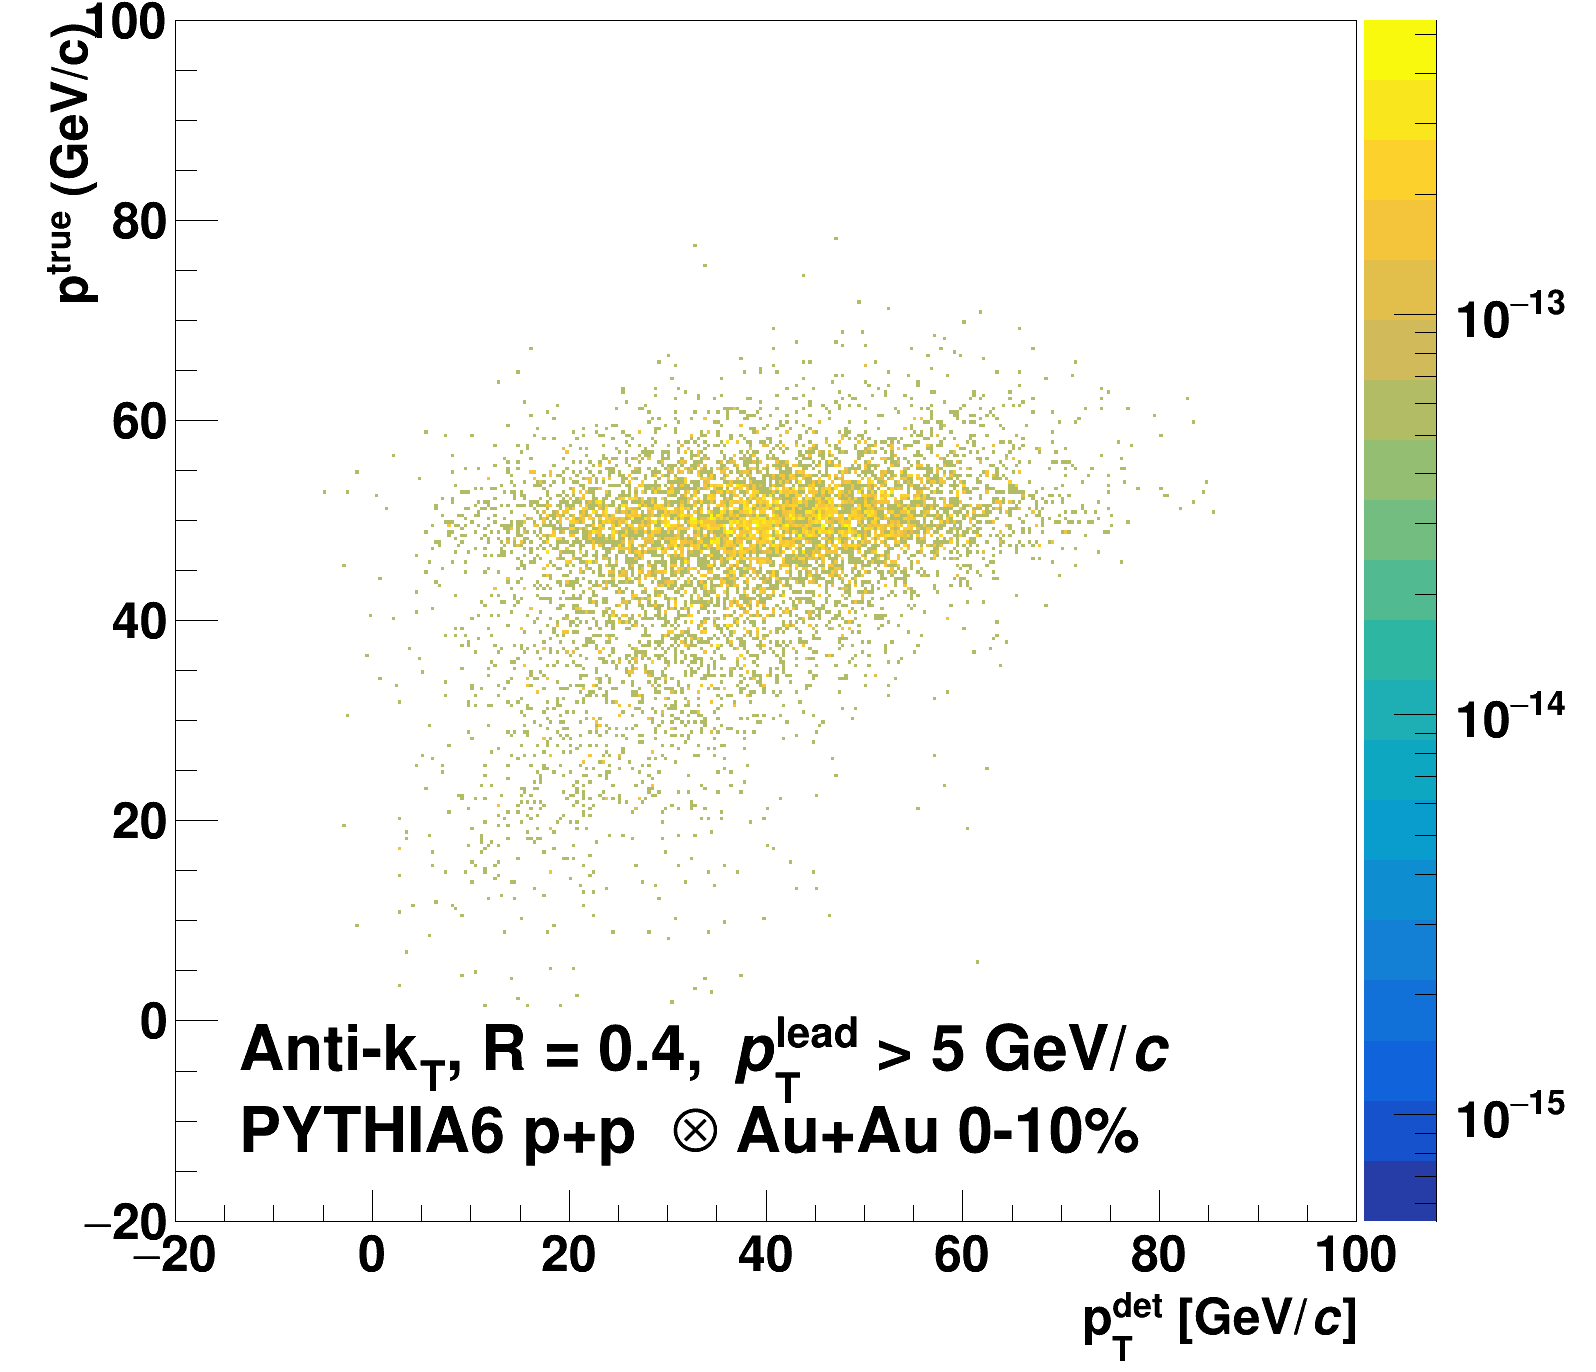 p^true (GeV/c)
100
80
60
40
20
0
−20
−20 0 20 40 60 80 100
p_T^det [GeV/c]
10^−13
10^−14
10^−15
Anti-k_T, R = 0.4, p_T^lead > 5 GeV/c
PYTHIA6 p+p ⊗ Au+Au 0-10%